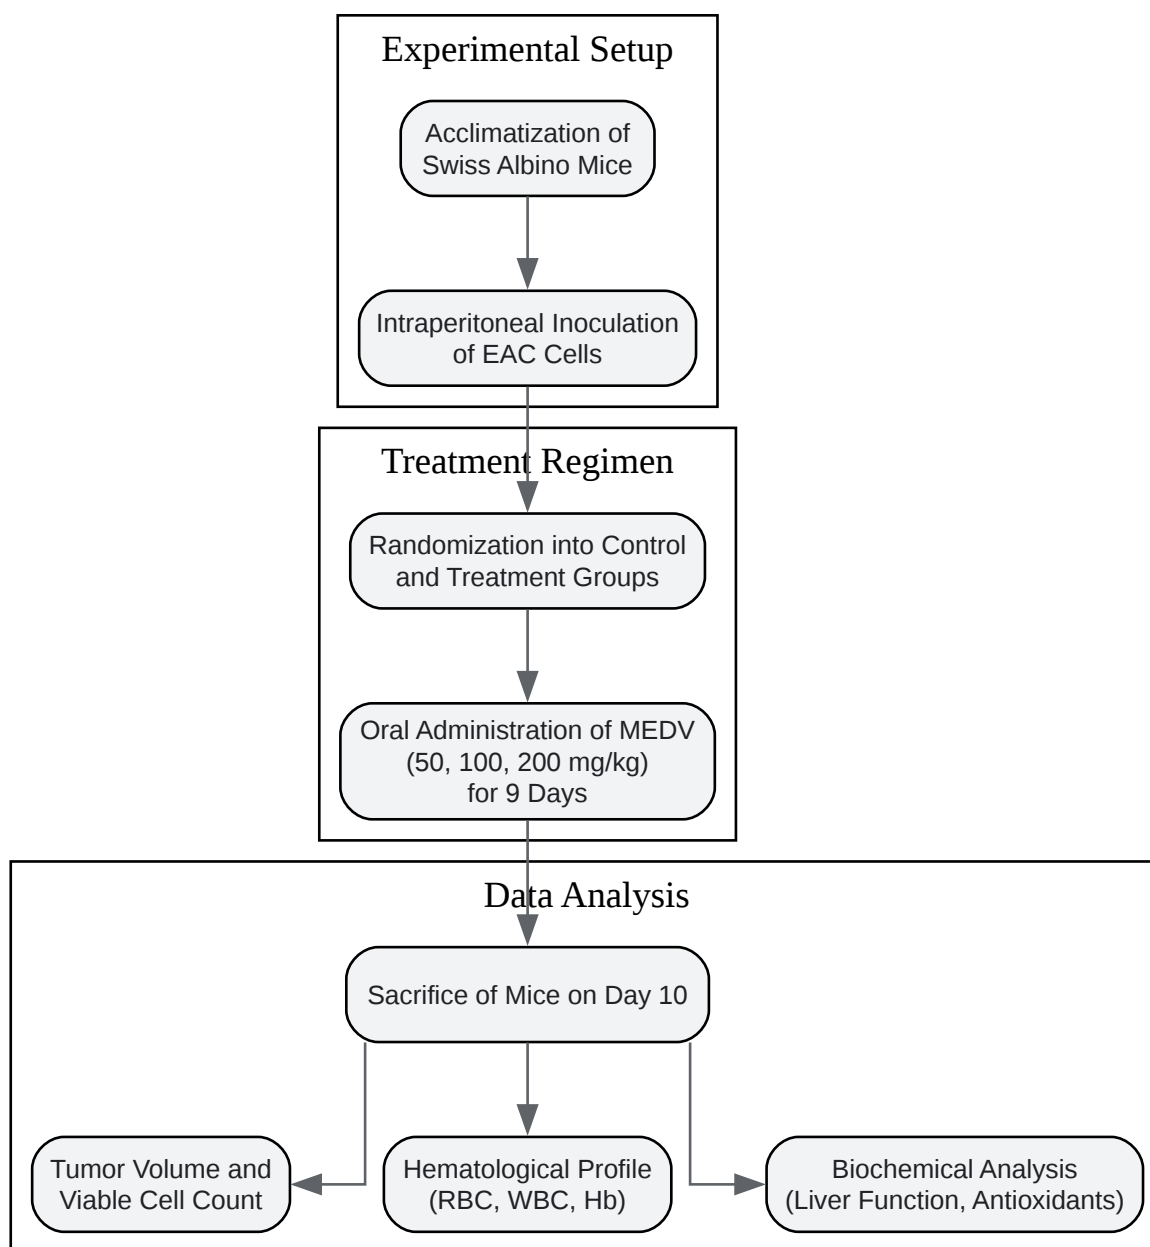 Experimental Setup
Acclimatization of
Swiss Albino Mice
Intraperitoneal Inoculation
of EAC Cells
Treatment Regimen
Randomization into Control
and Treatment Groups
Oral Administration of MEDV
(50, 100, 200 mg/kg)
for 9 Days
Data Analysis
Sacrifice of Mice on Day 10
Tumor Volume and
Viable Cell Count
Hematological Profile
(RBC, WBC, Hb)
Biochemical Analysis
(Liver Function, Antioxidants)